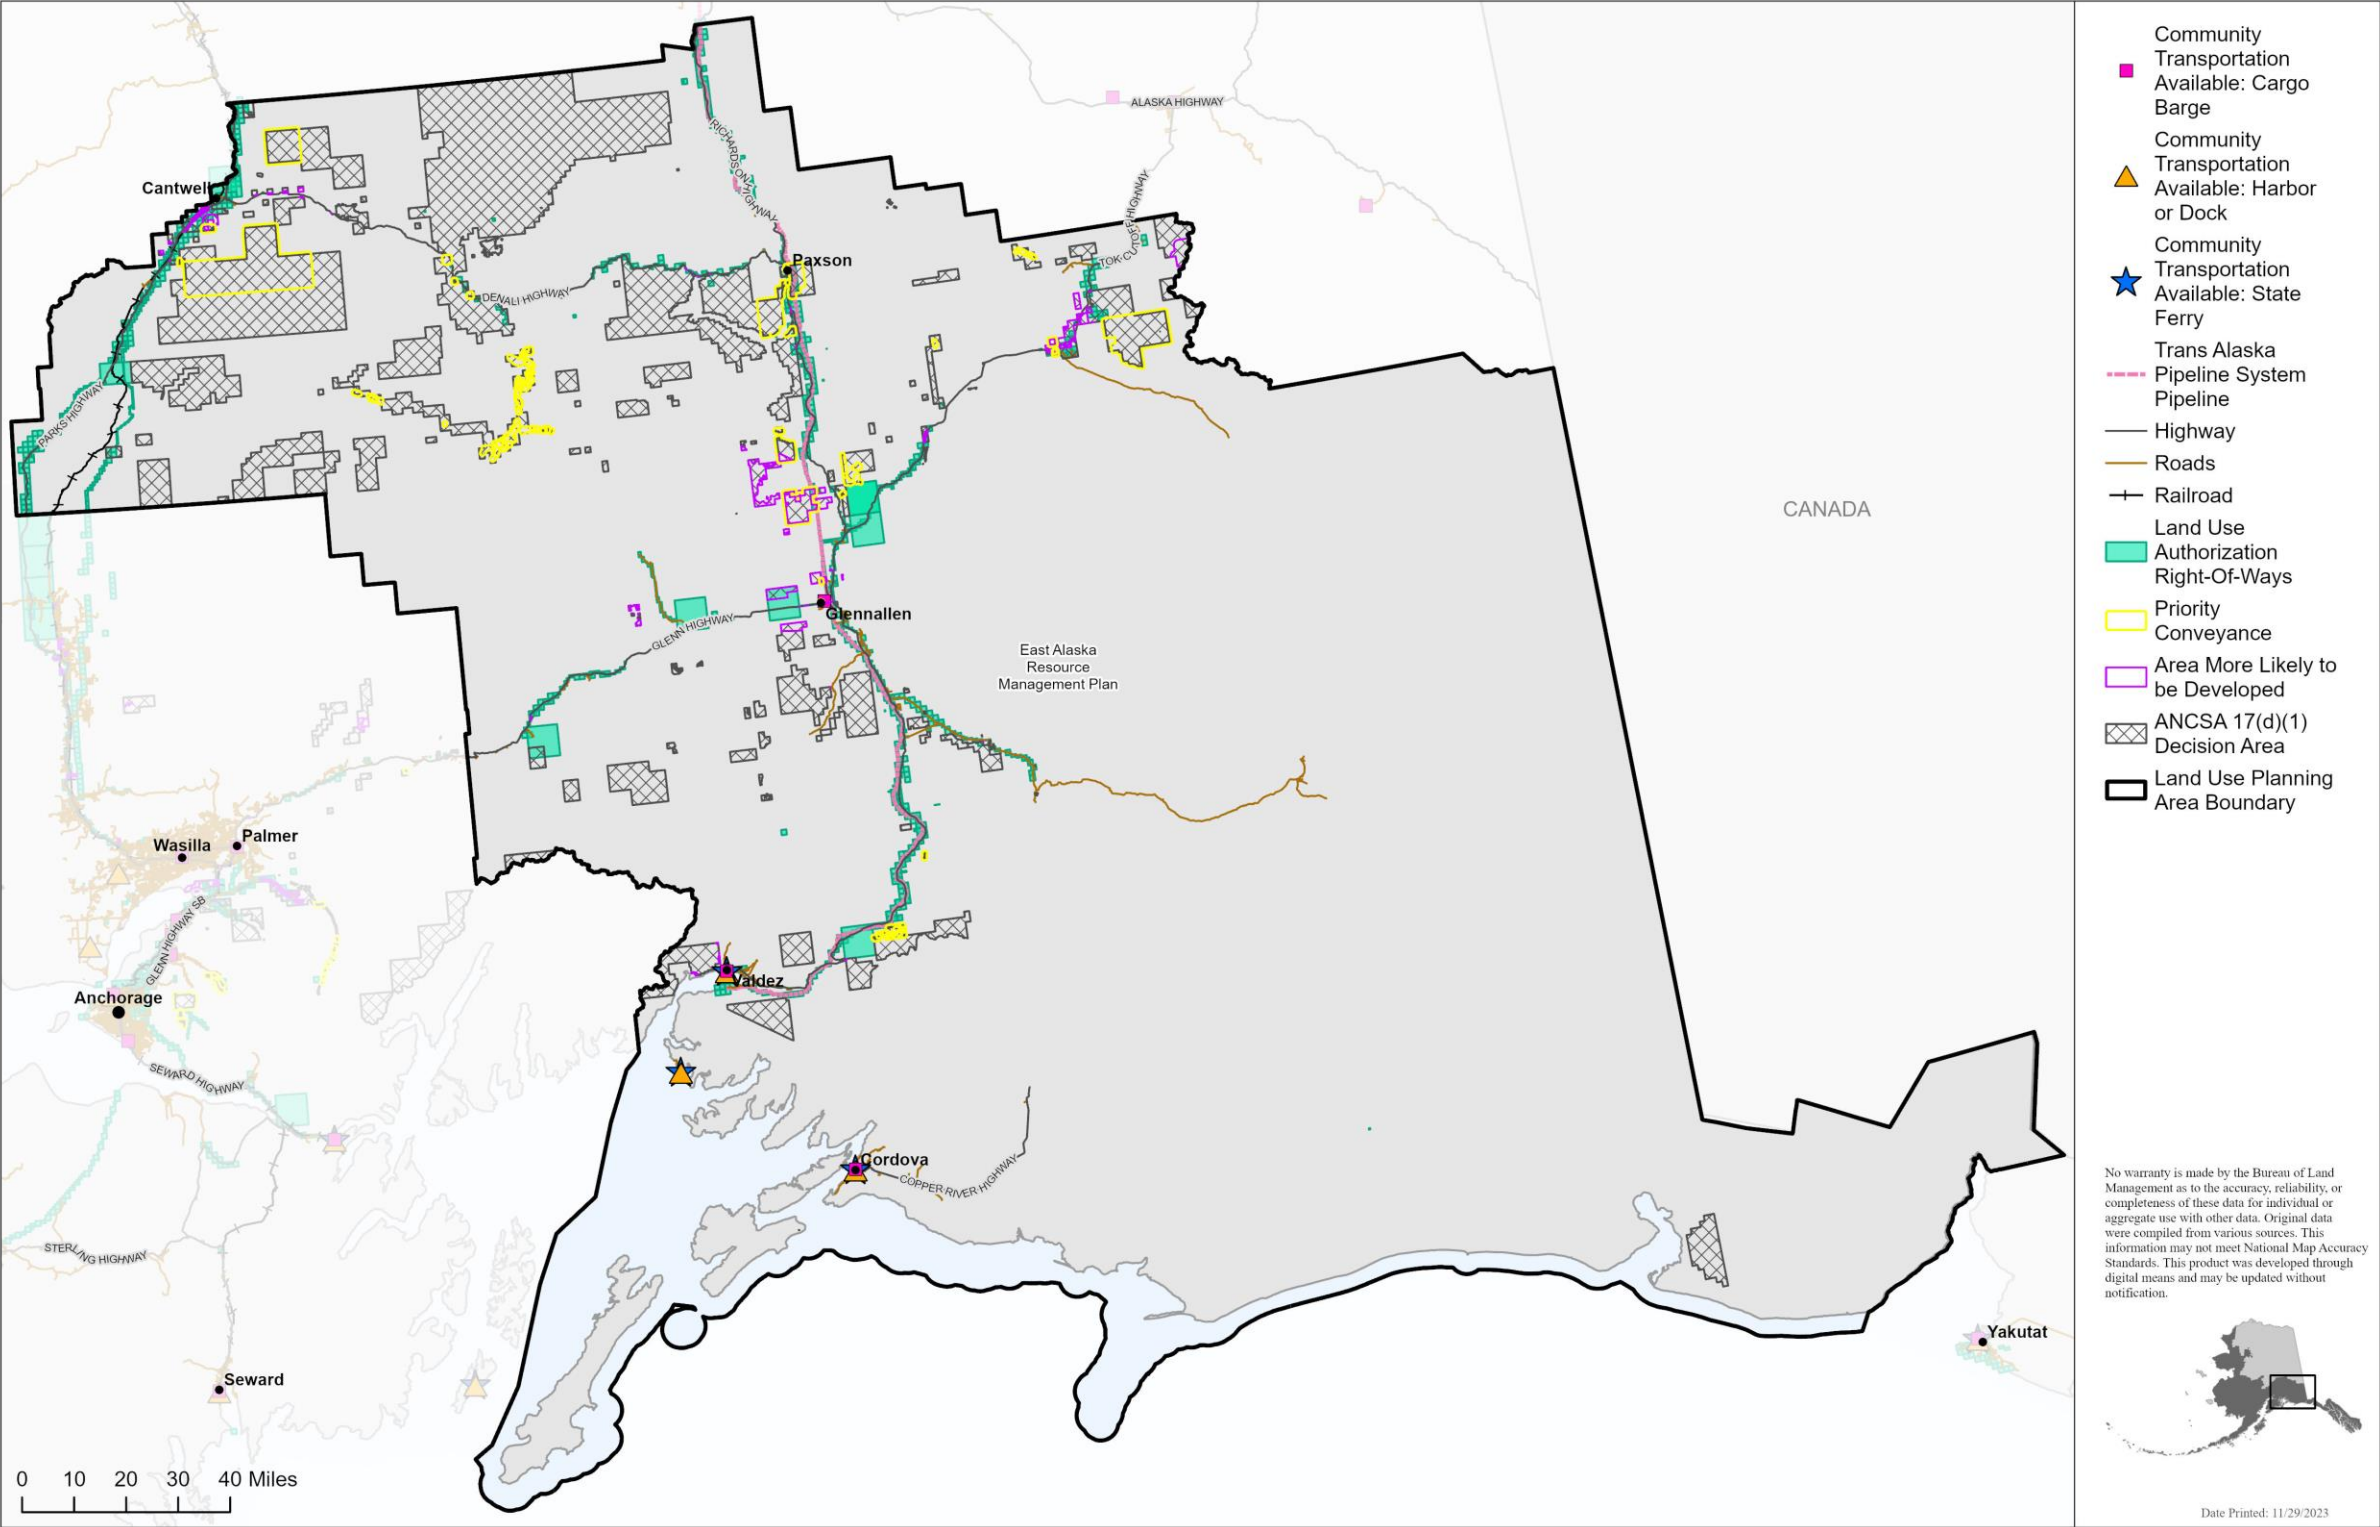 ALASKA HIGHWAY
RICHARDSON HIGHWAY
Cantwell
TOK CUTOFF HIGHWAY
Paxson
DENALI HIGHWAY
PARKS HIGHWAY
CANADA
Glennallen
GLENN HIGHWAY
East Alaska
Resource
Management Plan
Palmer
Wasilla
GLENN HIGHWAY SB
Valdez
Anchorage
SEWARD HIGHWAY
Cordova
COPPER RIVER HIGHWAY
STERLING HIGHWAY
Yakutat
Seward
0 10 20 30 40 Miles
Community
Transportation
Available: Cargo
Barge
Community
Transportation
Available: Harbor
or Dock
Community
Transportation
Available: State
Ferry
Trans Alaska
Pipeline System
Pipeline
Highway
Roads
Railroad
Land Use
Authorization
Right-Of-Ways
Priority
Conveyance
Area More Likely to
be Developed
ANCSA 17(d)(1)
Decision Area
Land Use Planning
Area Boundary
No warranty is made by the Bureau of Land
Management as to the accuracy, reliability, or
completeness of these data for individual or
aggregate use with other data. Original data
were compiled from various sources. This
information may not meet National Map Accuracy
Standards. This product was developed through
digital means and may be updated without
notification.
Date Printed: 11/29/2023